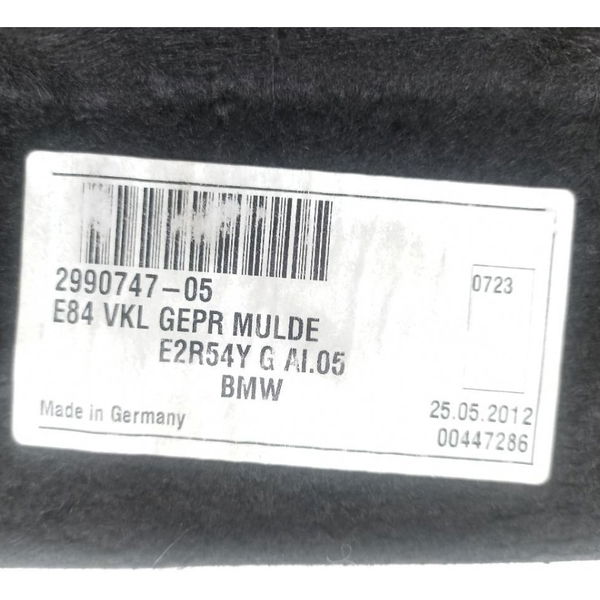 2990747-05
0723
E84 VKL GEPR MULDE
E2R54Y G AI.05
BMW
Made in Germany
25.05.2012
00447286